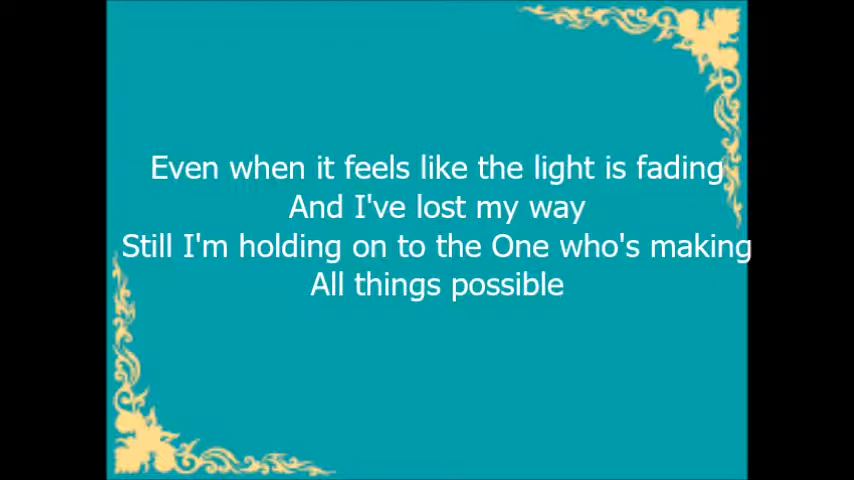 Even when it feels like the light is fading
And I've lost my way
Still I'm holding on to the One who's making
All things possible